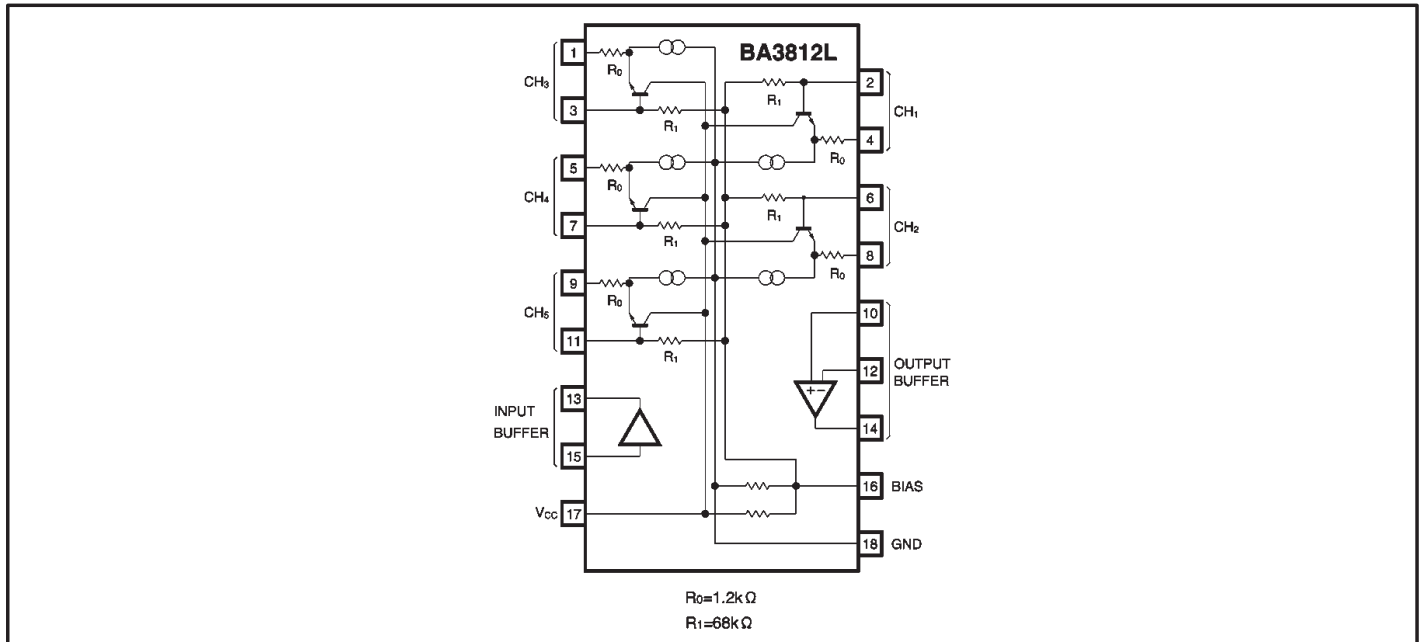 BA3812L
1
R₀
CH₃
3
R₁
5
R₀
CH₄
7
R₁
9
R₀
CH₅
11
R₁
13
INPUT
BUFFER
15
V_CC 17
R₁
2
CH₁
4
R₀
R₁
6
CH₂
8
R₀
10
12
OUTPUT
BUFFER
+−
14
16 BIAS
18 GND
R₀=1.2kΩ
R₁=68kΩ